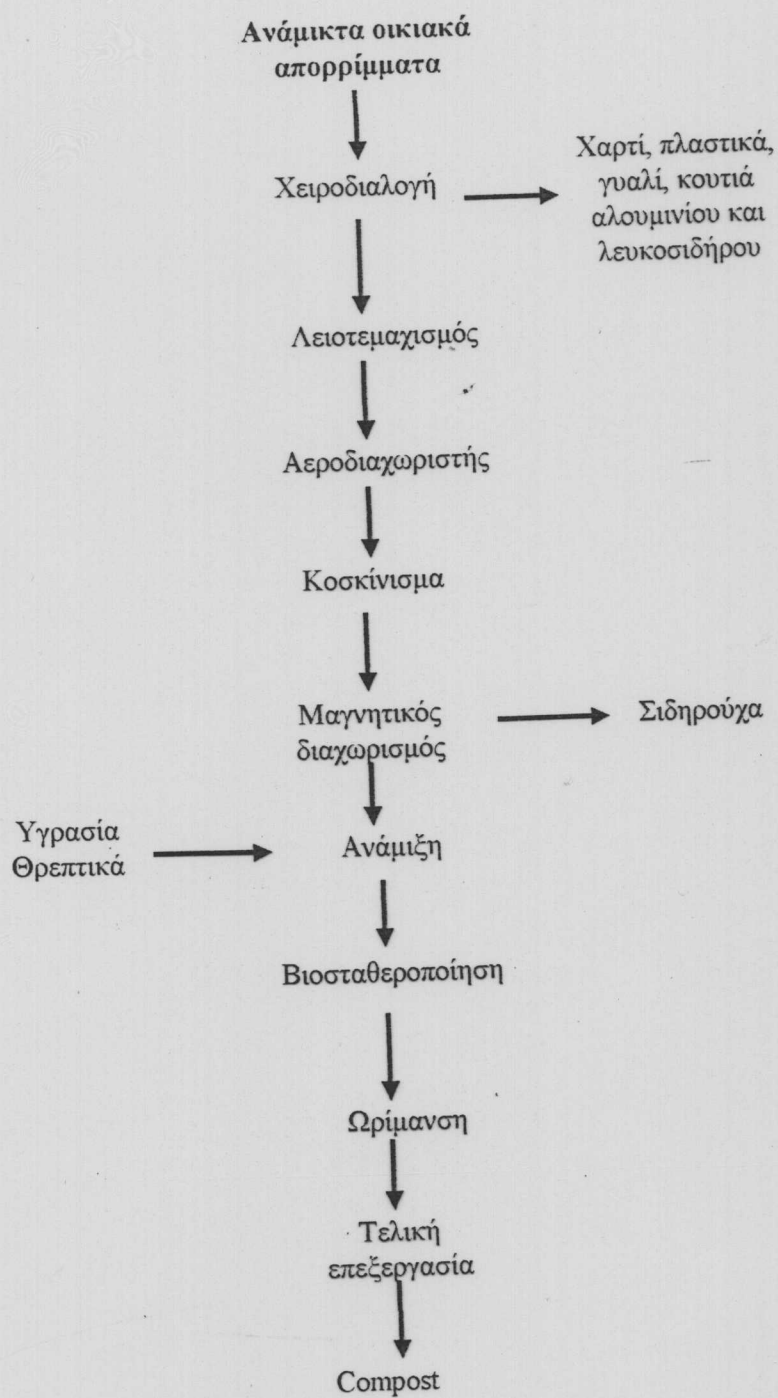 Ανάμικτα οικιακά
απορρίμματα
Χειροδιαλογή
Χαρτί, πλαστικά,
γυαλί, κουτιά
αλουμινίου και
λευκοσιδήρου
Λειοτεμαχισμός
Αεροδιαχωριστής
Κοσκίνισμα
Μαγνητικός
διαχωρισμός
Σιδηρούχα
Υγρασία
Θρεπτικά
Ανάμιξη
Βιοσταθεροποίηση
Ωρίμανση
Τελική
επεξεργασία
Compost